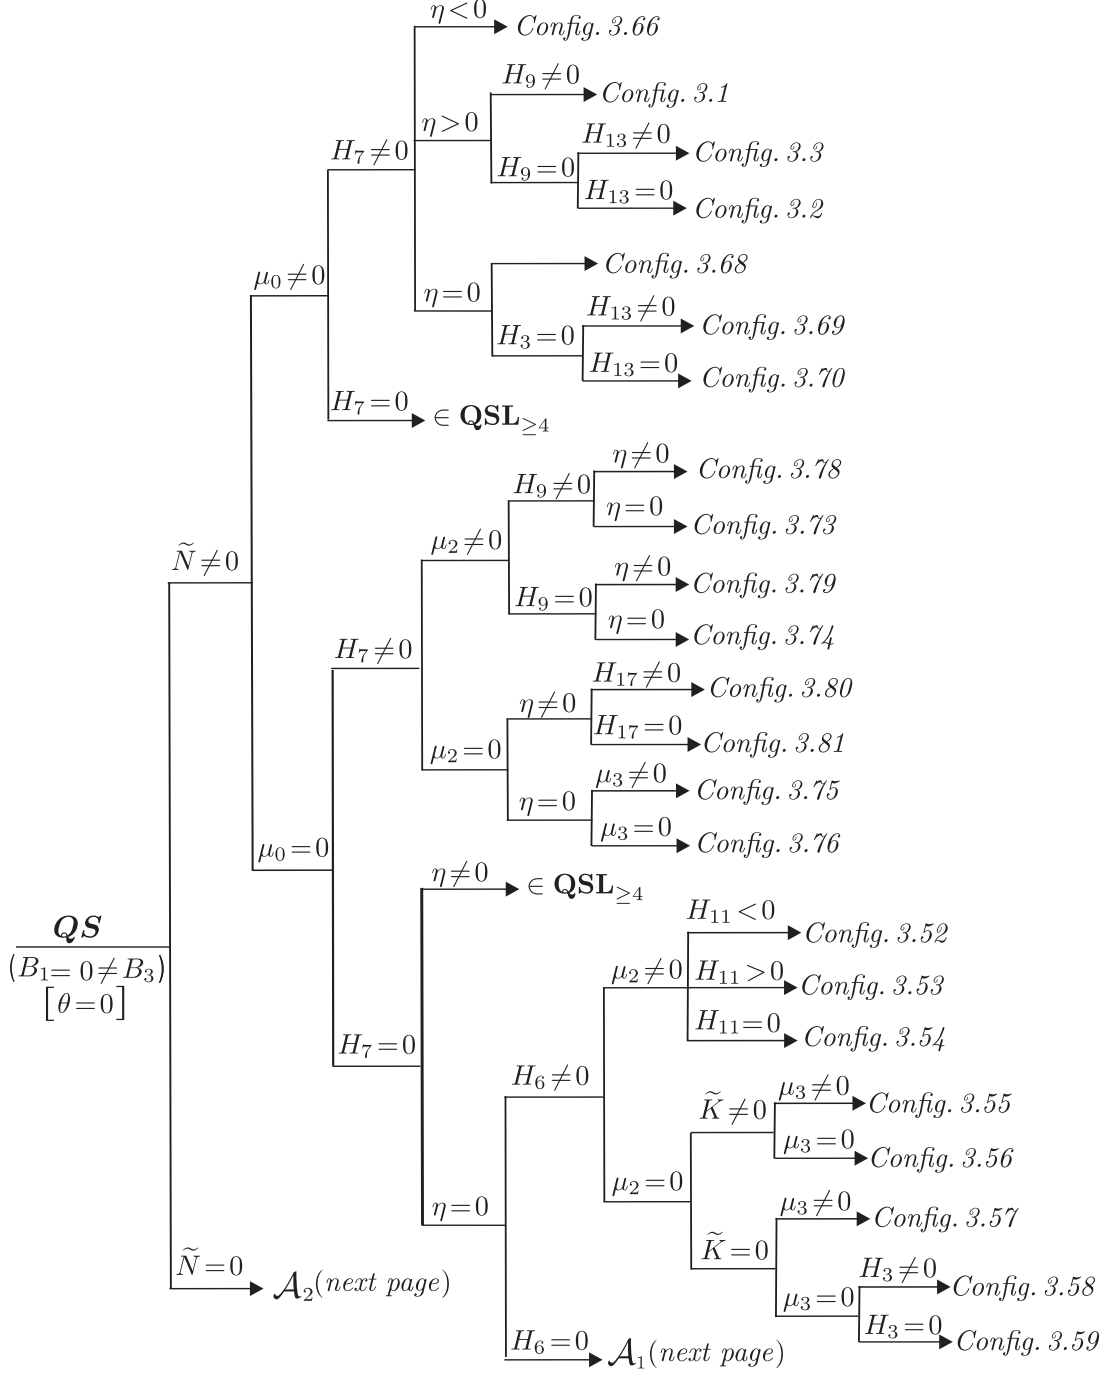 η<0
Config. 3.66
H₉≠0
Config. 3.1
η>0
H₁₃≠0
Config. 3.3
H₇≠0
H₉=0
H₁₃=0
Config. 3.2
Config. 3.68
μ₀≠0
η=0
H₁₃≠0
Config. 3.69
H₃=0
H₁₃=0
Config. 3.70
H₇=0
∈ QSL≥4
η≠0
Config. 3.78
H₉≠0
η=0
Config. 3.73
μ₂≠0
Ñ≠0
η≠0
Config. 3.79
H₉=0
η=0
Config. 3.74
H₇≠0
H₁₇≠0
Config. 3.80
η≠0
H₁₇=0
Config. 3.81
μ₂=0
μ₃≠0
Config. 3.75
η=0
μ₃=0
Config. 3.76
μ₀=0
η≠0
∈ QSL≥4
H₁₁<0
Config. 3.52
QS
(B₁=0≠B₃)
[θ=0]
μ₂≠0
H₁₁>0
Config. 3.53
H₁₁=0
Config. 3.54
H₇=0
H₆≠0
μ₃≠0
Config. 3.55
K̃≠0
μ₃=0
Config. 3.56
μ₂=0
η=0
μ₃≠0
Config. 3.57
K̃=0
Ñ=0
𝒜₂(next page)
H₃≠0
Config. 3.58
μ₃=0
H₃=0
Config. 3.59
H₆=0
𝒜₁(next page)